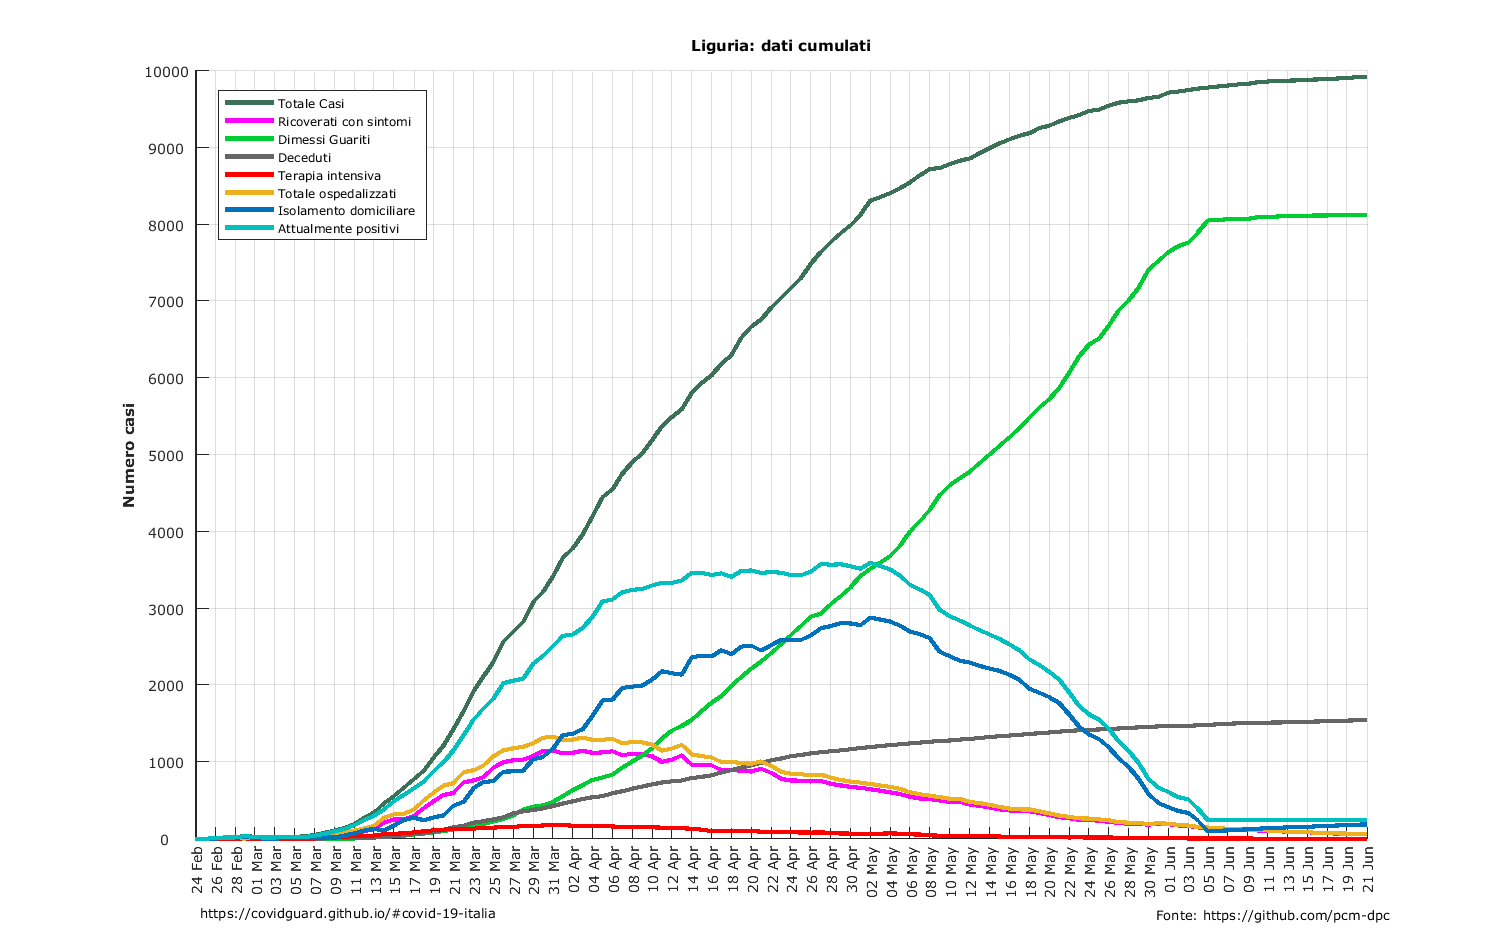 Liguria: dati cumulati
Numero casi
10000
9000
8000
7000
6000
5000
4000
3000
2000
1000
0
Totale Casi
Ricoverati con sintomi
Dimessi Guariti
Deceduti
Terapia intensiva
Totale ospedalizzati
Isolamento domiciliare
Attualmente positivi
24 Feb
26 Feb
28 Feb
01 Mar
03 Mar
05 Mar
07 Mar
09 Mar
11 Mar
13 Mar
15 Mar
17 Mar
19 Mar
21 Mar
23 Mar
25 Mar
27 Mar
29 Mar
31 Mar
02 Apr
04 Apr
06 Apr
08 Apr
10 Apr
12 Apr
14 Apr
16 Apr
18 Apr
20 Apr
22 Apr
24 Apr
26 Apr
28 Apr
30 Apr
02 May
04 May
06 May
08 May
10 May
12 May
14 May
16 May
18 May
20 May
22 May
24 May
26 May
28 May
30 May
01 Jun
03 Jun
05 Jun
07 Jun
09 Jun
11 Jun
13 Jun
15 Jun
17 Jun
19 Jun
21 Jun
https://covidguard.github.io/#covid-19-italia
Fonte: https://github.com/pcm-dpc